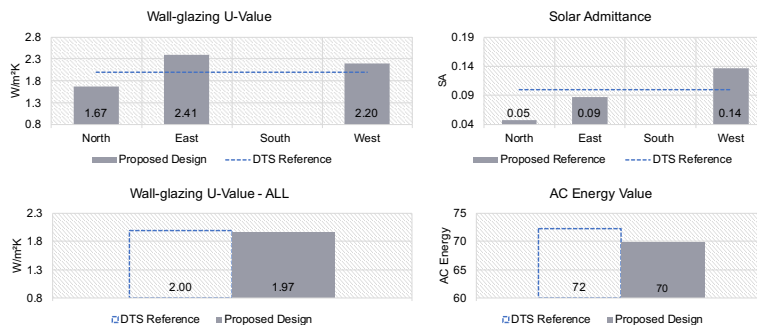 Wall-glazing U-Value
W/m²K
2.8
2.3
1.8
1.3
0.8
1.67
2.41
2.20
North East South West
Proposed Design DTS Reference
Solar Admittance
SA
0.19
0.14
0.09
0.04
0.05
0.09
0.14
North East South West
Proposed Reference DTS Reference
Wall-glazing U-Value - ALL
W/m²K
2.3
1.8
1.3
0.8
2.00
1.97
DTS Reference Proposed Design
AC Energy Value
AC Energy
75
70
65
60
72
70
DTS Reference Proposed Design